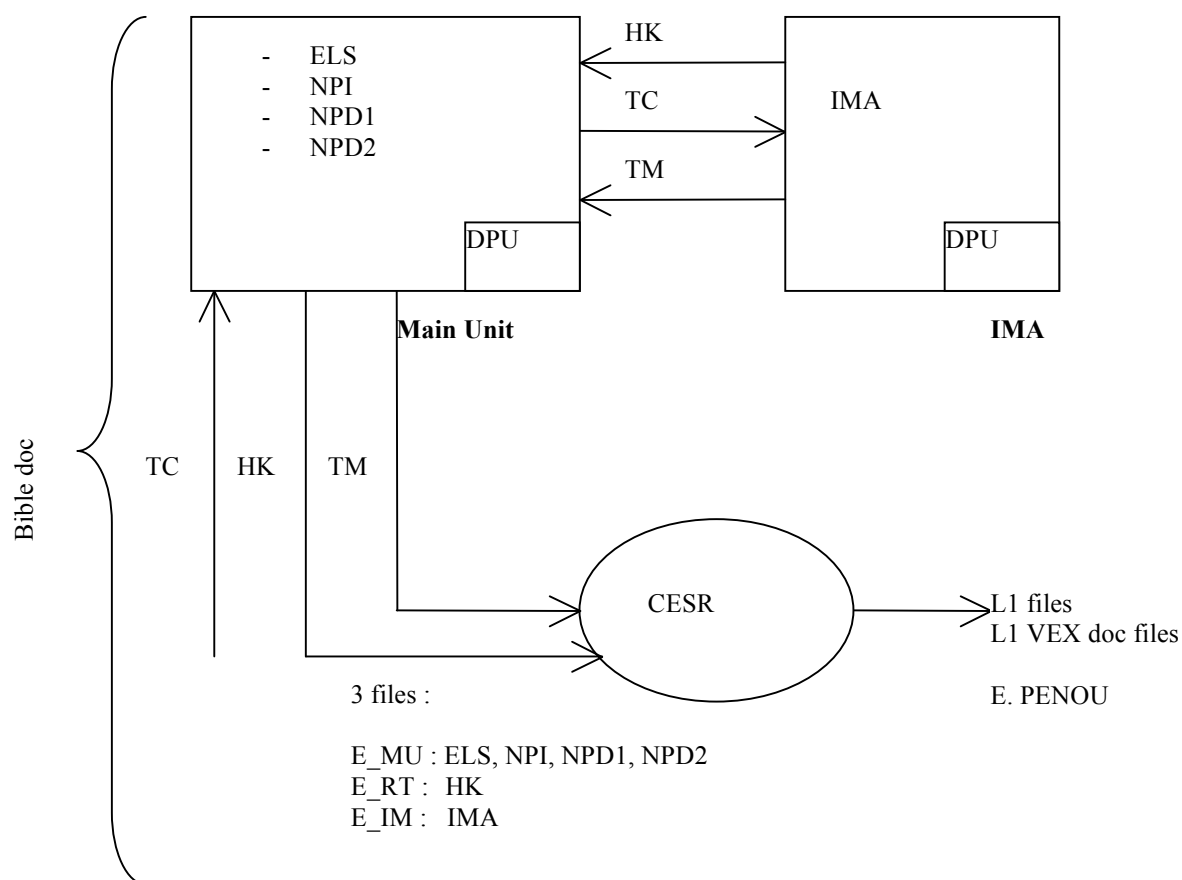 - ELS
- NPI
- NPD1
- NPD2
DPU
Main Unit
HK
TC
TM
IMA
DPU
IMA
Bible doc
TC
HK
TM
CESR
L1 files
L1 VEX doc files
E. PENOU
3 files :
E_MU : ELS, NPI, NPD1, NPD2
E_RT : HK
E_IM : IMA